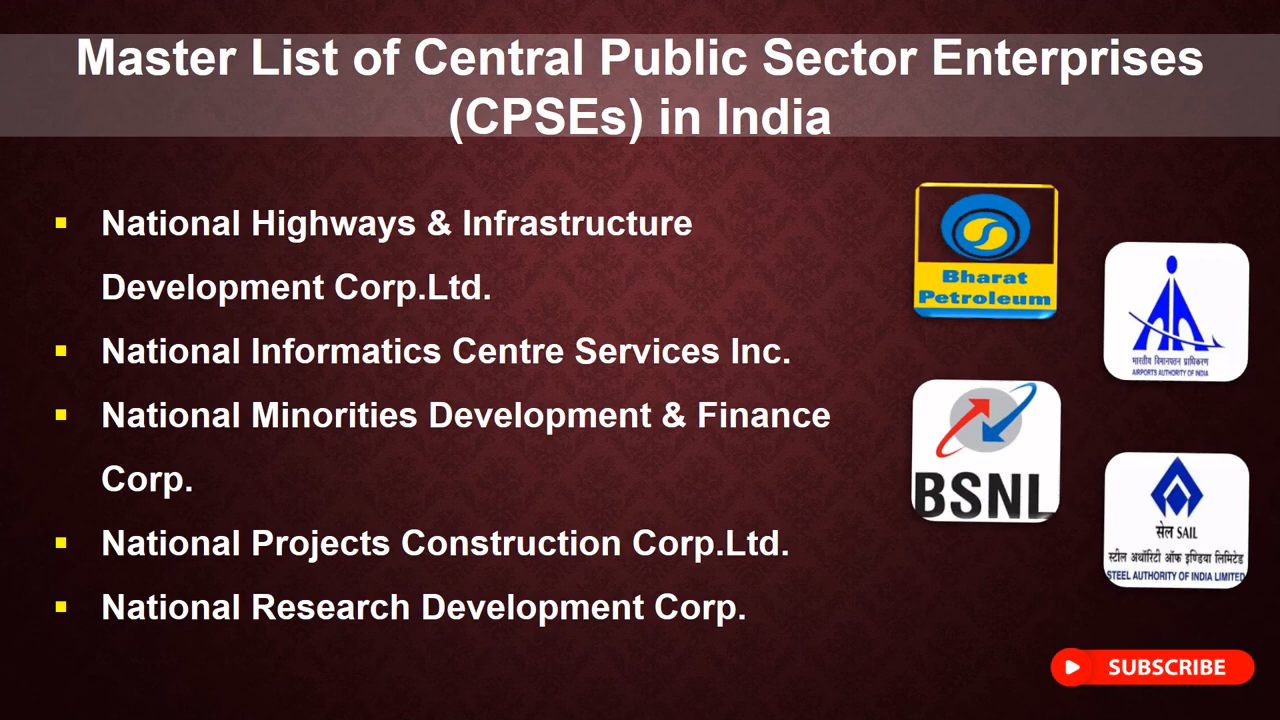 Master List of Central Public Sector Enterprises
(CPSEs) in India
National Highways & Infrastructure
Development Corp.Ltd.
National Informatics Centre Services Inc.
National Minorities Development & Finance
Corp.
National Projects Construction Corp.Ltd.
National Research Development Corp.
Bharat
Petroleum
भारतीय विमानपत्तन प्राधिकरण
AIRPORTS AUTHORITY OF INDIA
BSNL
सेल SAIL
स्टील अथॉरिटी ऑफ इण्डिया लिमिटेड
STEEL AUTHORITY OF INDIA LIMITED
SUBSCRIBE